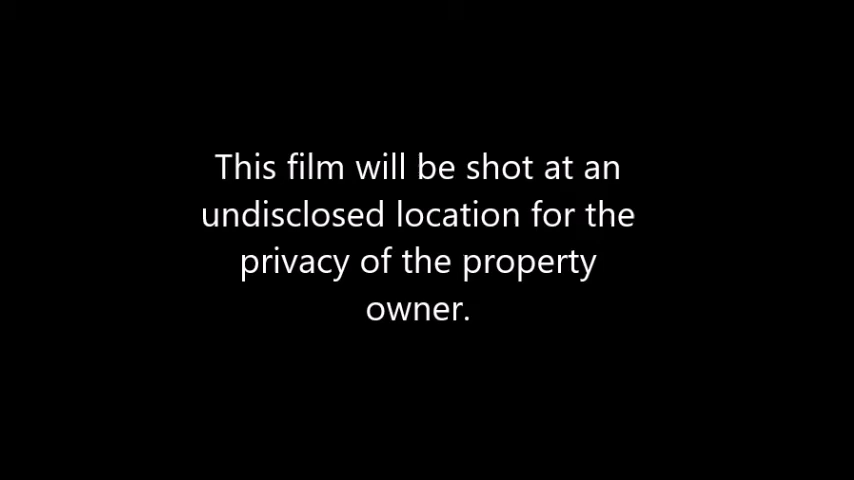 This film will be shot at an
undisclosed location for the
privacy of the property
owner.